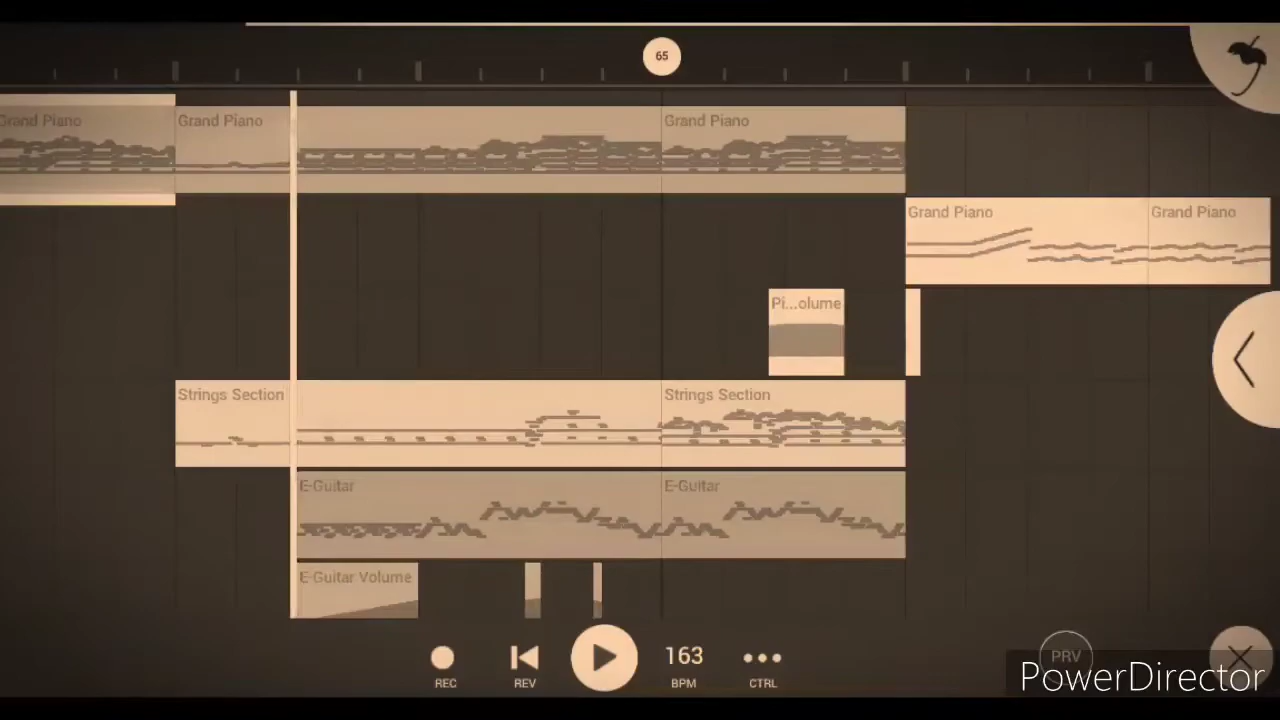 65
Grand Piano
Grand Piano
Grand Piano
Grand Piano
Grand Piano
Pi...olume
Strings Section
Strings Section
E-Guitar
E-Guitar
E-Guitar Volume
163
REC
REV
BPM
CTRL
PRV
PowerDirector